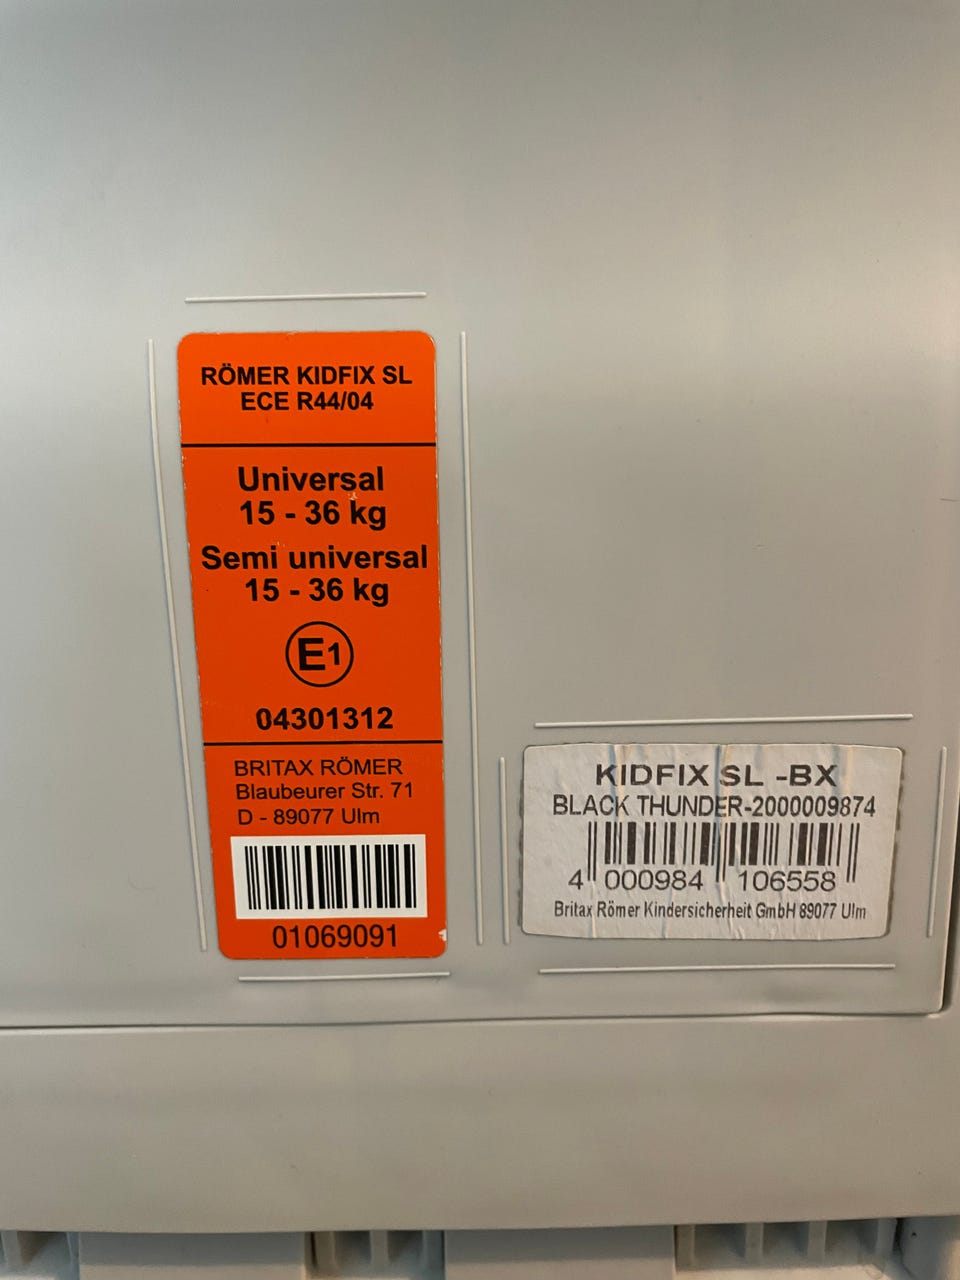 RÖMER KIDFIX SL
ECE R44/04
Universal
15 - 36 kg
Semi universal
15 - 36 kg
E1
04301312
BRITAX RÖMER
Blaubeurer Str. 71
D - 89077 Ulm
01069091
KIDFIX SL -BX
BLACK THUNDER-2000009874
4 000984 106558
Britax Römer Kindersicherheit GmbH 89077 Ulm